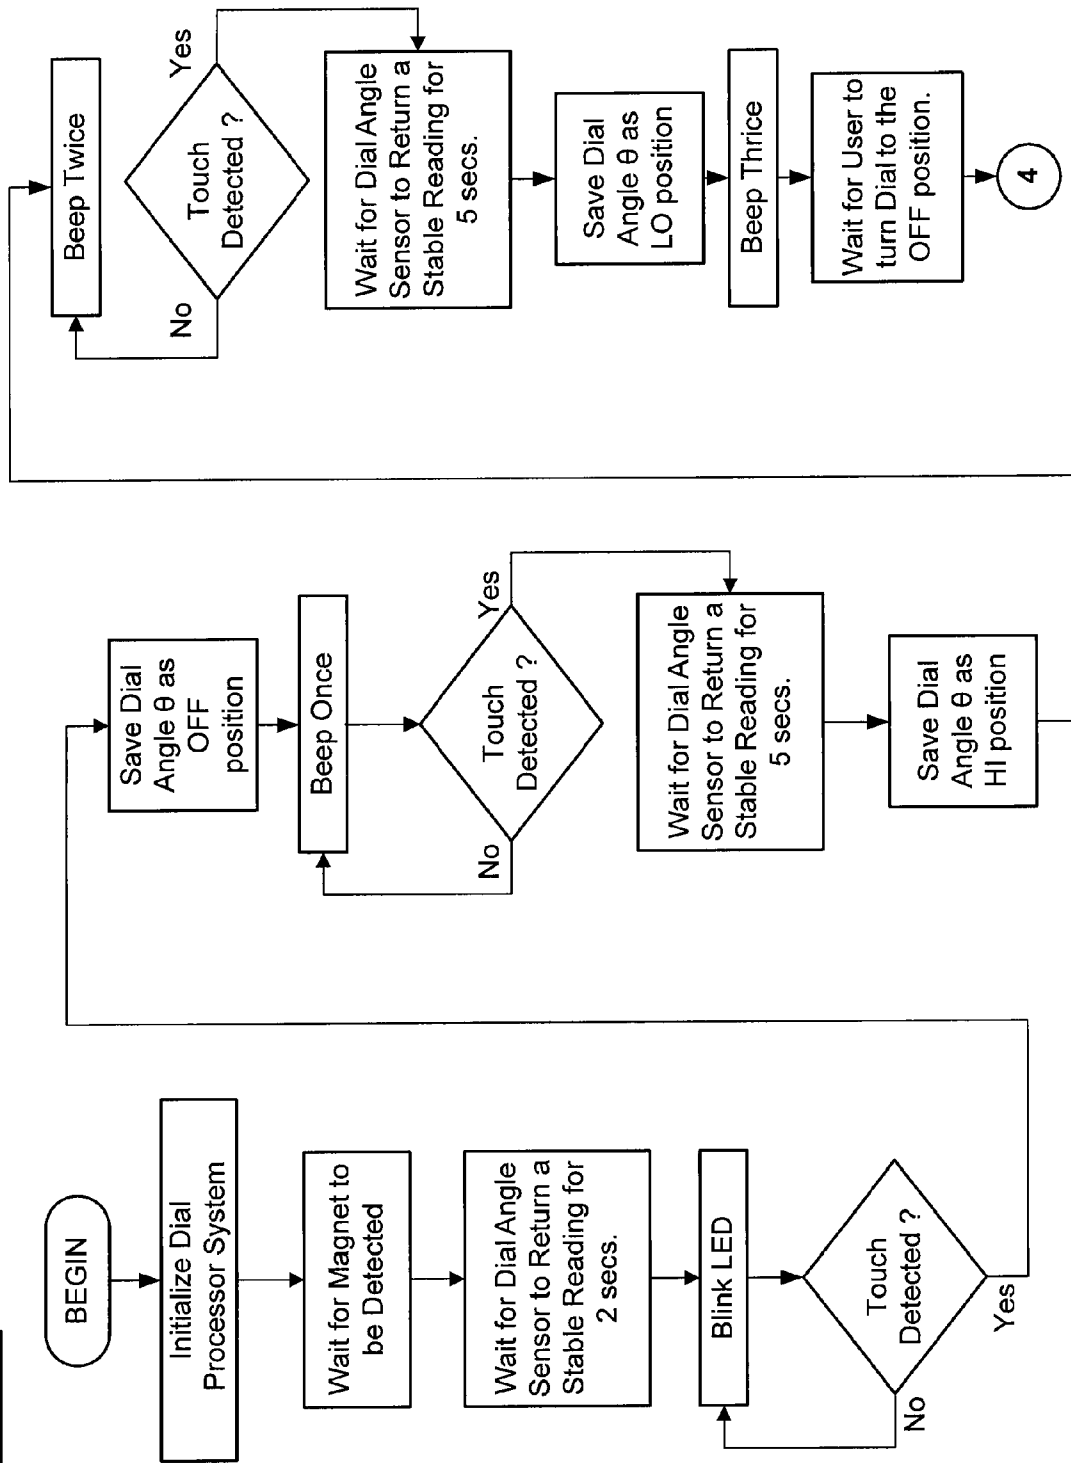 BEGIN
Initialize Dial
Processor System
Wait for Magnet to
be Detected
Wait for Dial Angle
Sensor to Return a
Stable Reading for
2 secs.
Blink LED
Touch
Detected ?
No
Yes
Save Dial
Angle θ as
OFF
position
Beep Once
Touch
Detected ?
No
Yes
Wait for Dial Angle
Sensor to Return a
Stable Reading for
5 secs.
Save Dial
Angle θ as
HI position
Beep Twice
Touch
Detected ?
No
Yes
Wait for Dial Angle
Sensor to Return a
Stable Reading for
5 secs.
Save Dial
Angle θ as
LO position
Beep Thrice
Wait for User to
turn Dial to the
OFF position.
4